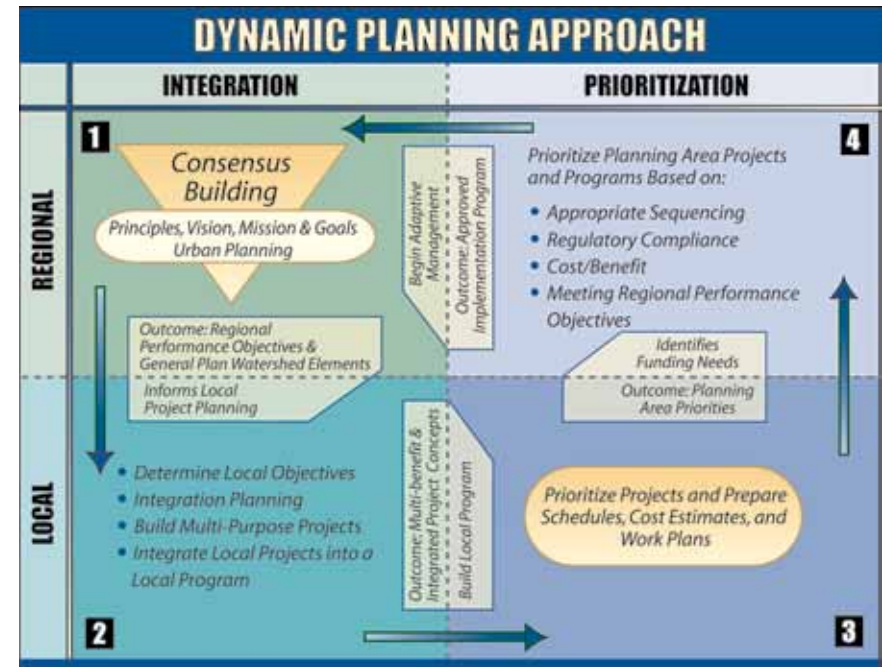 DYNAMIC PLANNING APPROACH
INTEGRATION
PRIORITIZATION
REGIONAL
LOCAL
1
Consensus
Building
Principles, Vision, Mission & Goals
Urban Planning
Outcome: Regional
Performance Objectives &
General Plan Watershed Elements
Informs Local
Project Planning
2
• Determine Local Objectives
• Integration Planning
• Build Multi-Purpose Projects
• Integrate Local Projects into a
Local Program
Outcome: Multi-benefit &
Integrated Project Concepts
Build Local Program
3
Prioritize Projects and Prepare
Schedules, Cost Estimates, and
Work Plans
Identifies
Funding Needs
Outcome: Planning
Area Priorities
4
Prioritize Planning Area Projects
and Programs Based on:
• Appropriate Sequencing
• Regulatory Compliance
• Cost/Benefit
• Meeting Regional Performance
Objectives
Begin Adaptive
Management
Outcome: Approved
Implementation Program